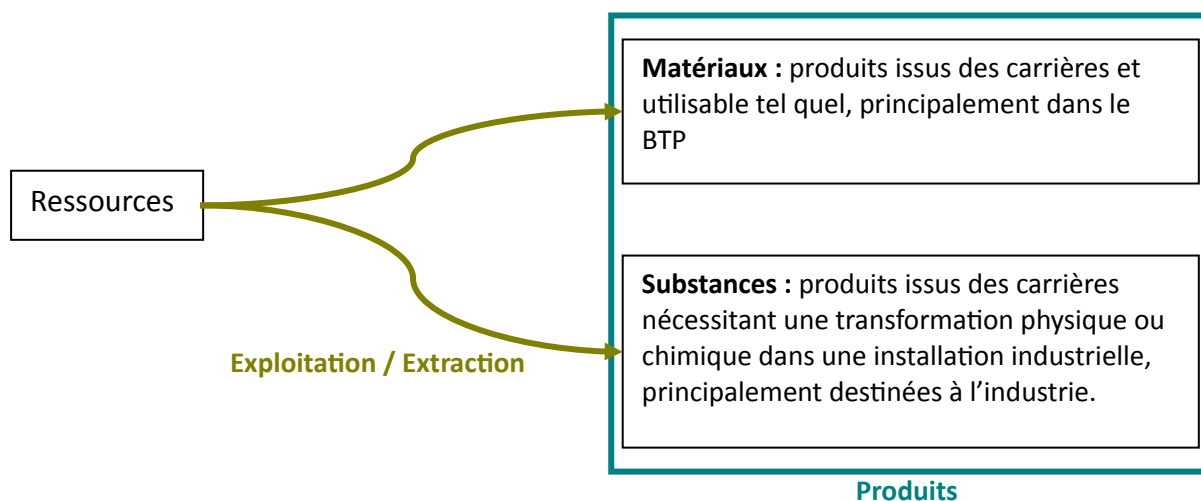 Matériaux : produits issus des carrières et
utilisable tel quel, principalement dans le
BTP
Ressources
Substances : produits issus des carrières
nécessitant une transformation physique ou
chimique dans une installation industrielle,
principalement destinées à l’industrie.
Exploitation / Extraction
Produits